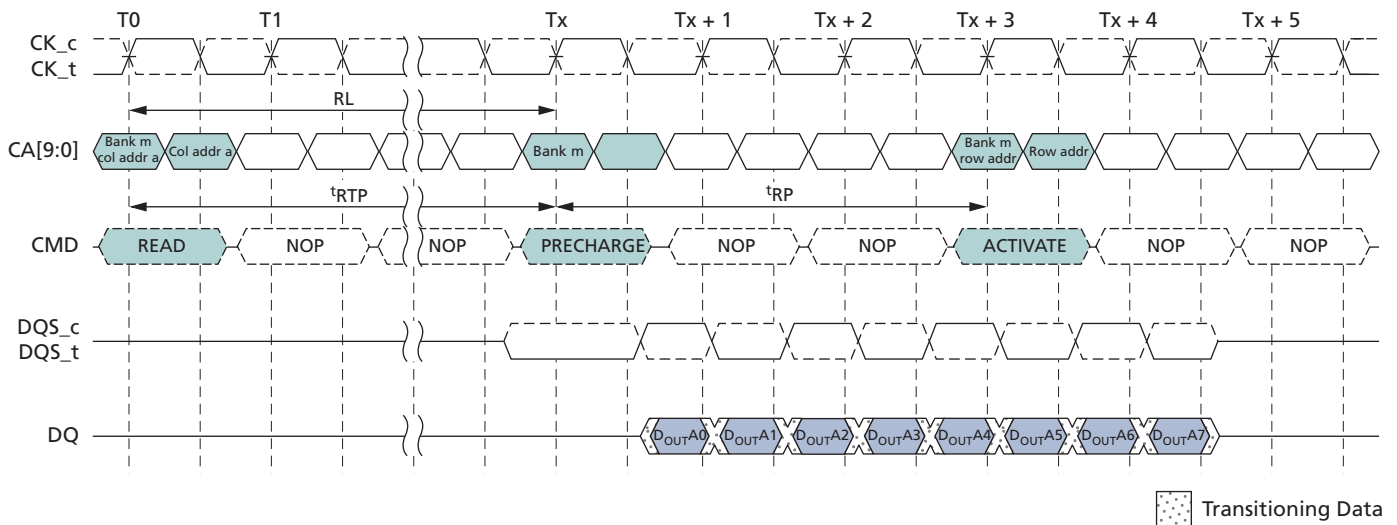 T0 T1 Tx Tx + 1 Tx + 2 Tx + 3 Tx + 4 Tx + 5
CK_c
CK_t
RL
CA[9:0] Bank m col addr a Col addr a Bank m Bank m row addr Row addr
tRTP tRP
CMD READ NOP NOP PRECHARGE NOP NOP ACTIVATE NOP NOP
DQS_c
DQS_t
DQ DOUTA0 DOUTA1 DOUTA2 DOUTA3 DOUTA4 DOUTA5 DOUTA6 DOUTA7
Transitioning Data